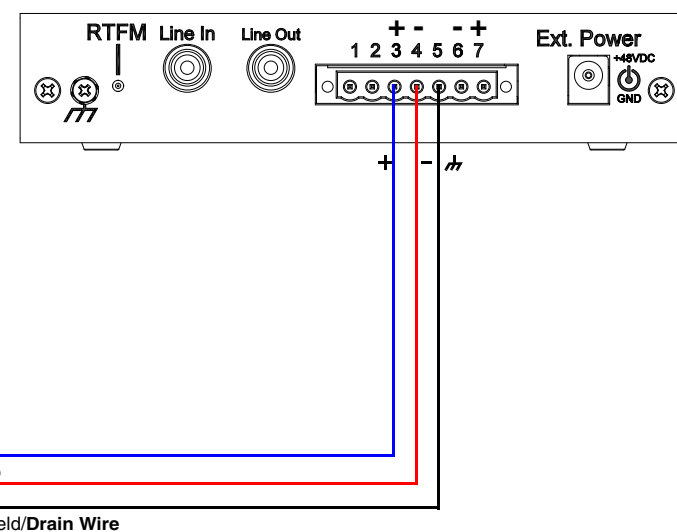 + - - +
RTFM Line In Line Out Ext. Power
1 2 3 4 5 6 7
+48VDC
GND
+ -
eld/Drain Wire